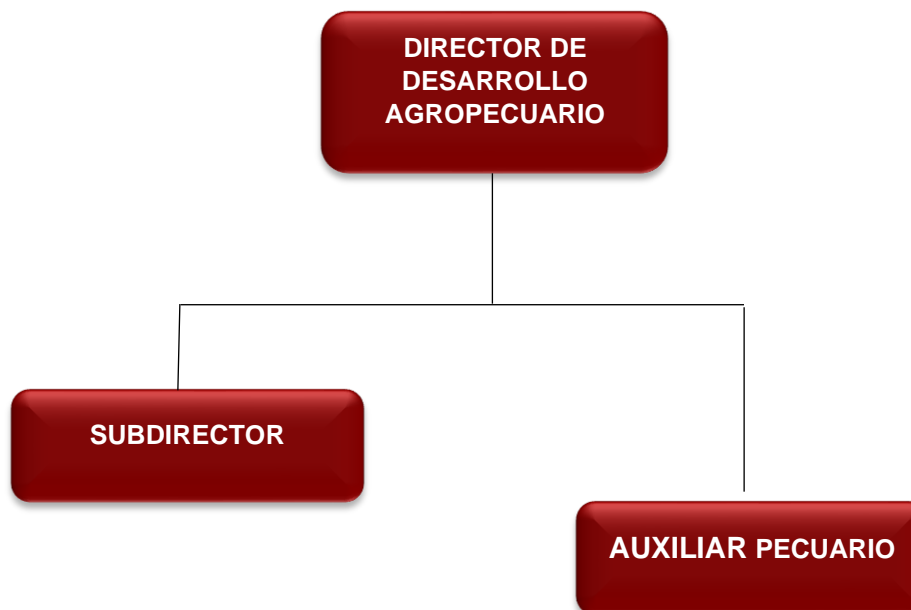 DIRECTOR DE
DESARROLLO
AGROPECUARIO
SUBDIRECTOR
AUXILIAR PECUARIO